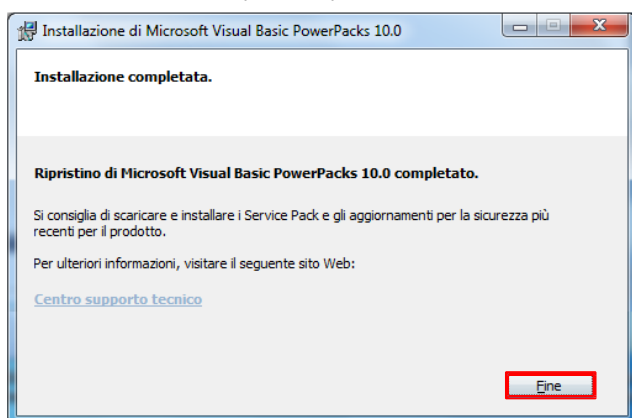 Installazione di Microsoft Visual Basic PowerPacks 10.0
Installazione completata.
Ripristino di Microsoft Visual Basic PowerPacks 10.0 completato.
Si consiglia di scaricare e installare i Service Pack e gli aggiornamenti per la sicurezza più
recenti per il prodotto.
Per ulteriori informazioni, visitare il seguente sito Web:
Centro supporto tecnico
Fine